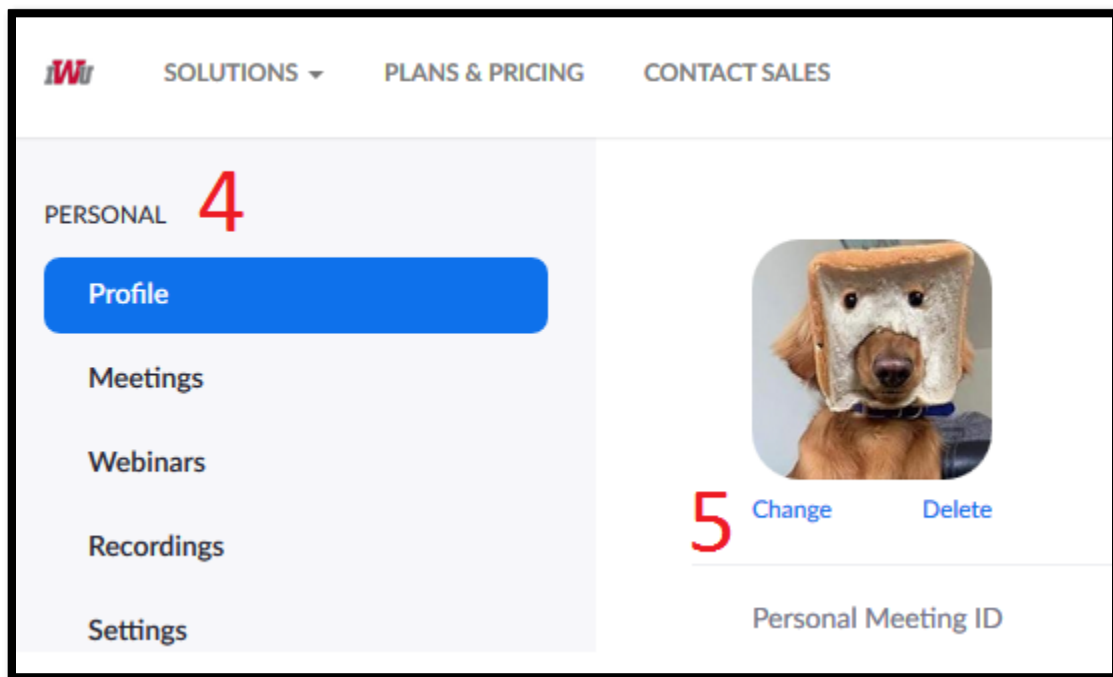 IWU SOLUTIONS PLANS & PRICING CONTACT SALES
PERSONAL 4
Profile
Meetings
Webinars
Recordings
Settings
5 Change Delete
Personal Meeting ID